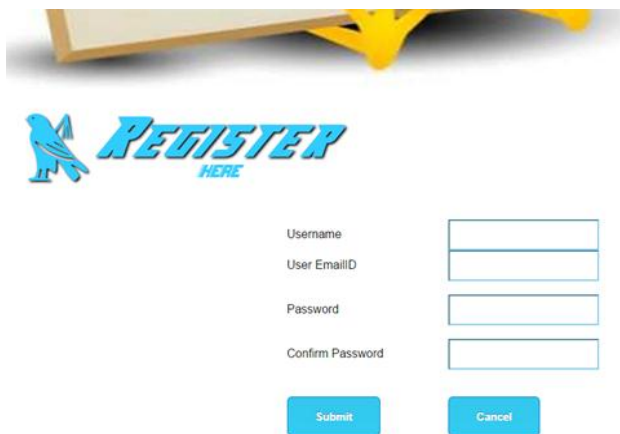 REGISTER
HERE
Username
User EmailID
Password
Confirm Password
Submit Cancel